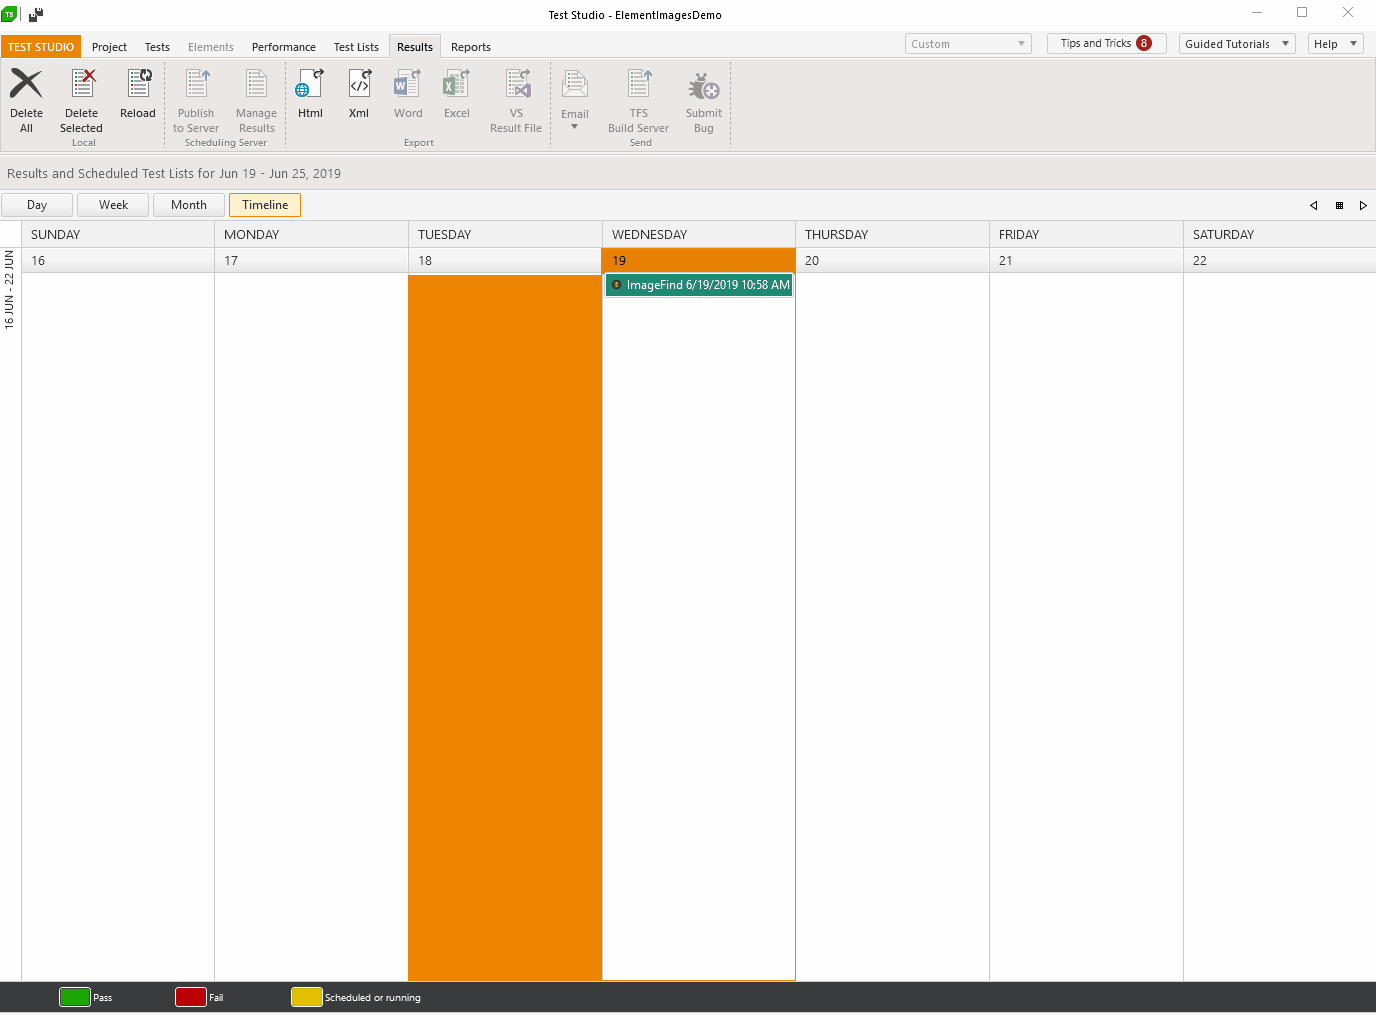 TS
Test Studio - ElementImagesDemo
TEST STUDIO Project Tests Elements Performance Test Lists Results Reports Custom Tips and Tricks 8 Guided Tutorials Help
Delete All
Delete Selected
Reload
Local
Publish to Server
Manage Results
Scheduling Server
Html
Xml
Word
Excel
VS Result File
Export
Email
TFS Build Server
Submit Bug
Send
Results and Scheduled Test Lists for Jun 19 - Jun 25, 2019
Day Week Month Timeline
SUNDAY MONDAY TUESDAY WEDNESDAY THURSDAY FRIDAY SATURDAY
16 17 18 19 20 21 22
16 JUN - 22 JUN
ImageFind 6/19/2019 10:58 AM
Pass Fail Scheduled or running